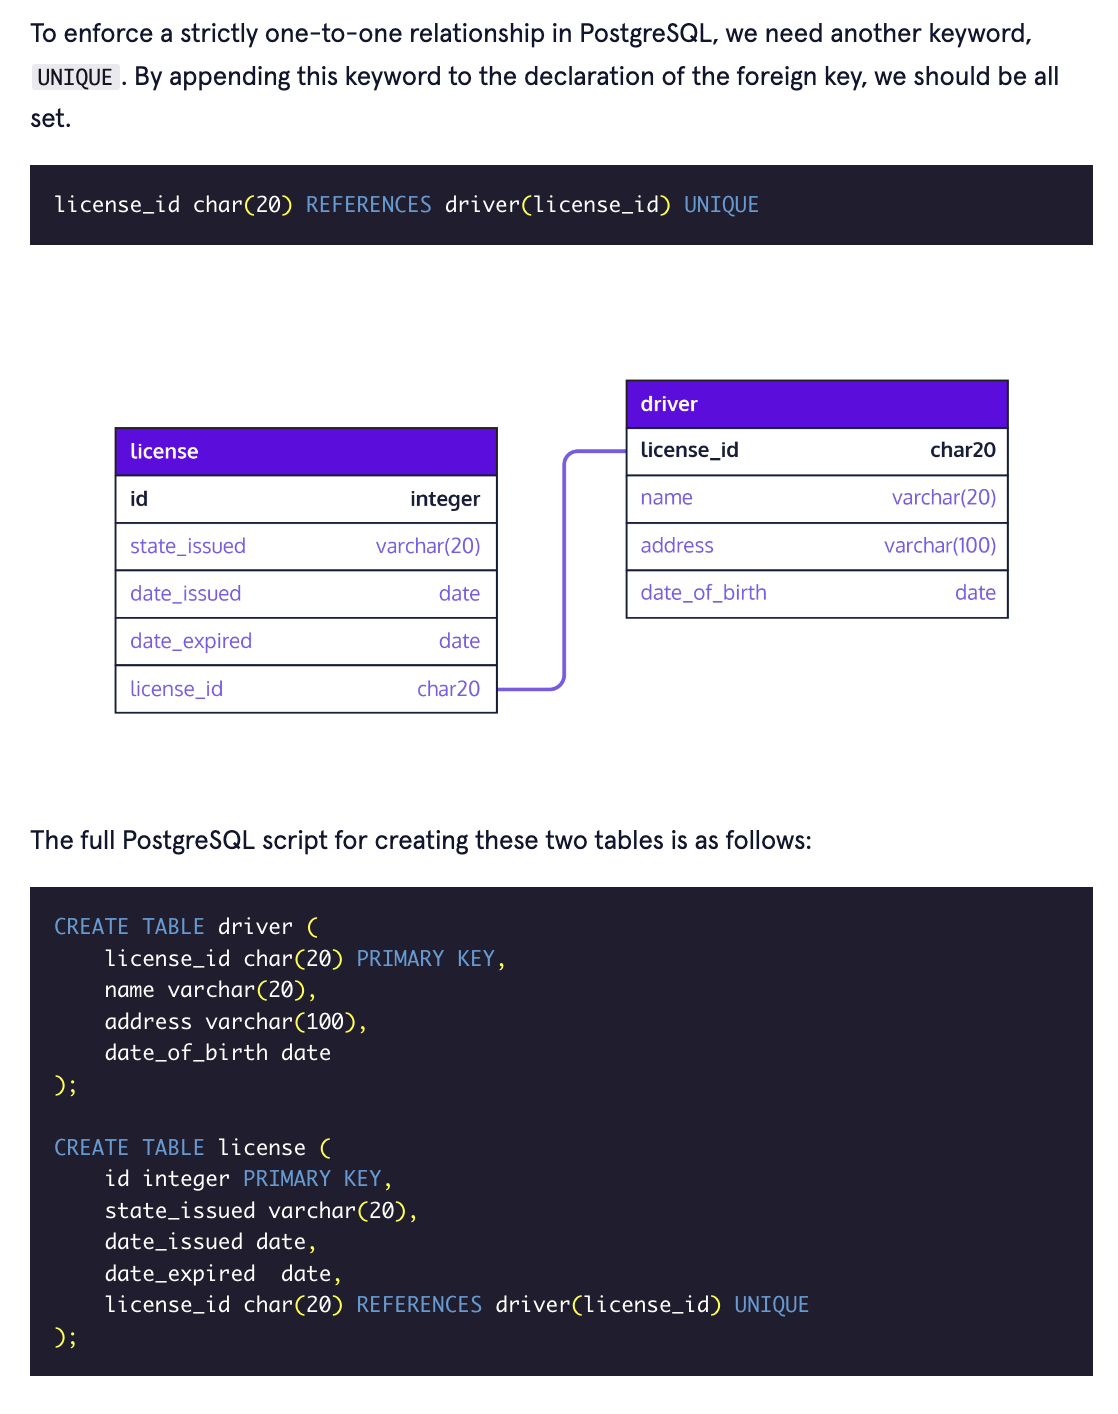 To enforce a strictly one-to-one relationship in PostgreSQL, we need another keyword,
UNIQUE. By appending this keyword to the declaration of the foreign key, we should be all
set.
license_id char(20) REFERENCES driver(license_id) UNIQUE
license
id integer
state_issued varchar(20)
date_issued date
date_expired date
license_id char20
driver
license_id char20
name varchar(20)
address varchar(100)
date_of_birth date
The full PostgreSQL script for creating these two tables is as follows:
CREATE TABLE driver (
    license_id char(20) PRIMARY KEY,
    name varchar(20),
    address varchar(100),
    date_of_birth date
);
CREATE TABLE license (
    id integer PRIMARY KEY,
    state_issued varchar(20),
    date_issued date,
    date_expired  date,
    license_id char(20) REFERENCES driver(license_id) UNIQUE
);